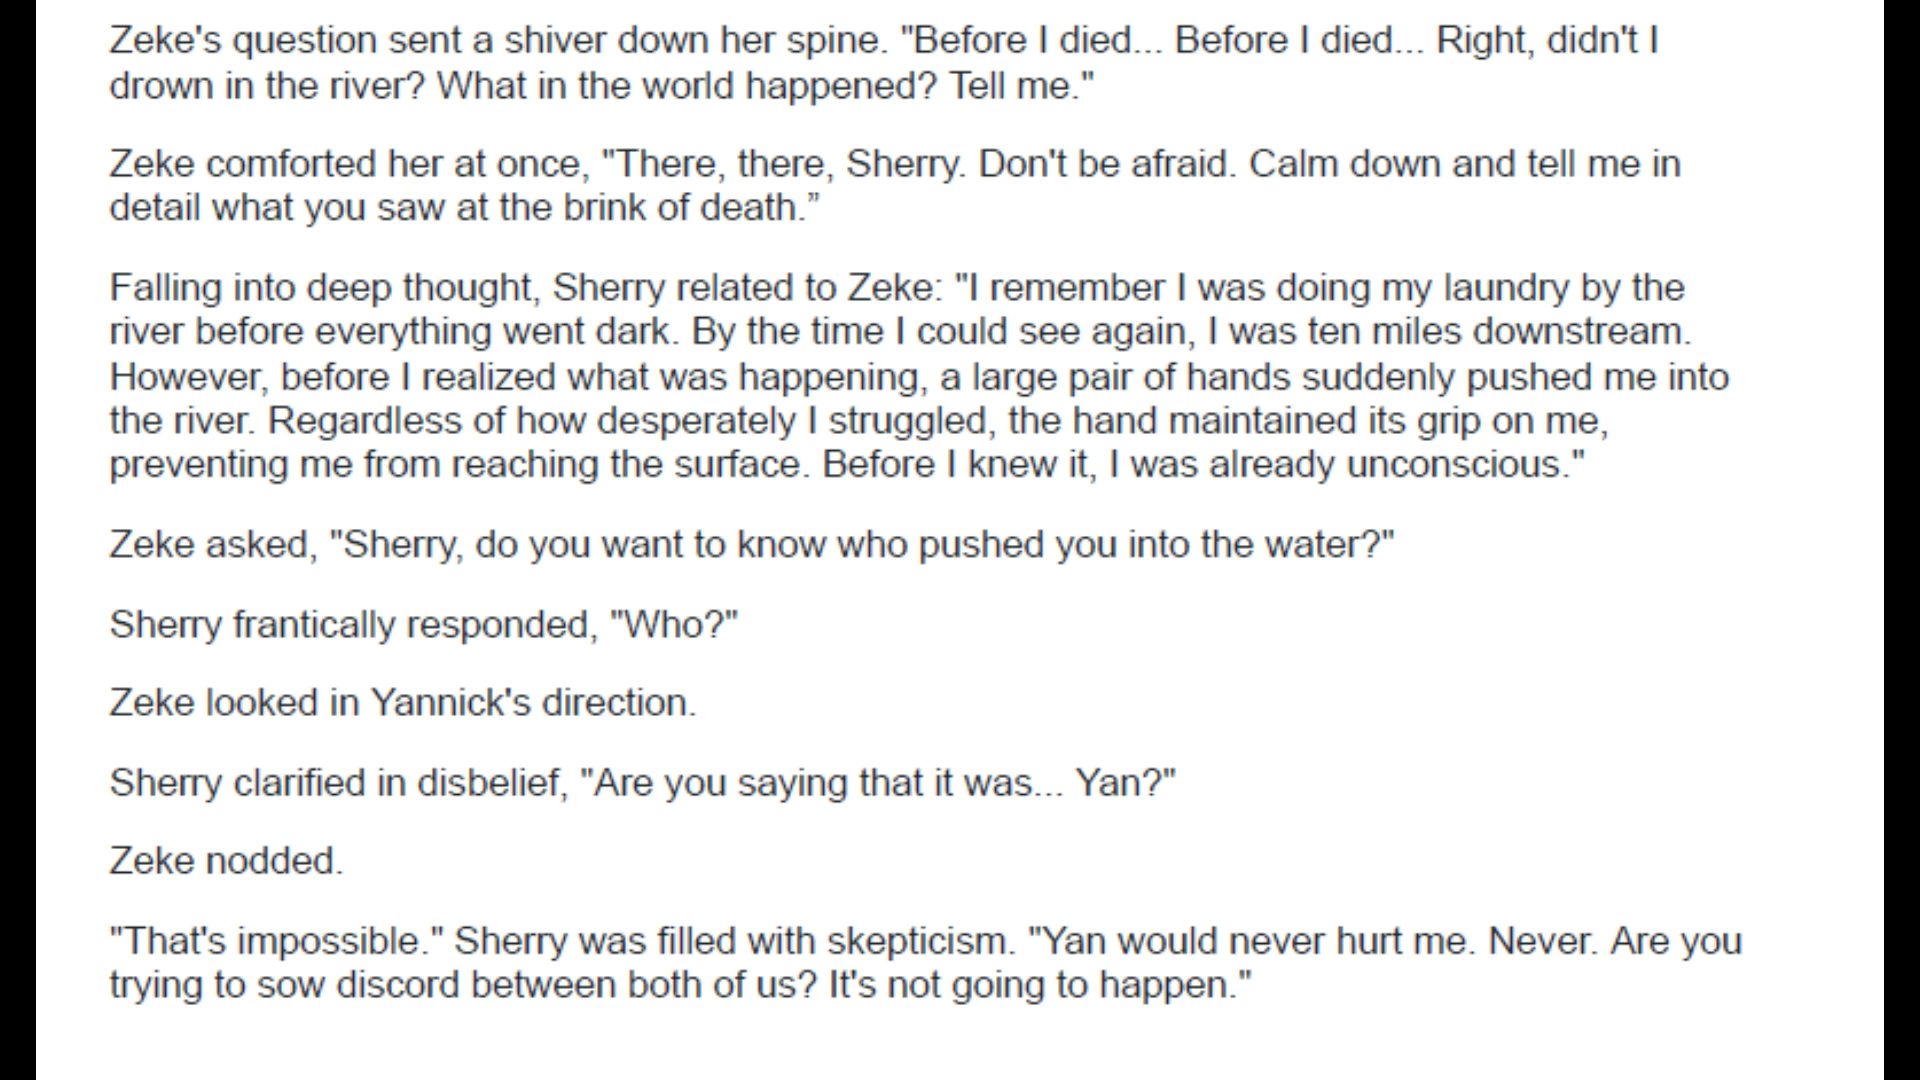 Zeke's question sent a shiver down her spine. "Before I died... Before I died... Right, didn't I
drown in the river? What in the world happened? Tell me."
Zeke comforted her at once, "There, there, Sherry. Don't be afraid. Calm down and tell me in
detail what you saw at the brink of death.”
Falling into deep thought, Sherry related to Zeke: "I remember I was doing my laundry by the
river before everything went dark. By the time I could see again, I was ten miles downstream.
However, before I realized what was happening, a large pair of hands suddenly pushed me into
the river. Regardless of how desperately I struggled, the hand maintained its grip on me,
preventing me from reaching the surface. Before I knew it, I was already unconscious."
Zeke asked, "Sherry, do you want to know who pushed you into the water?"
Sherry frantically responded, "Who?"
Zeke looked in Yannick's direction.
Sherry clarified in disbelief, "Are you saying that it was... Yan?"
Zeke nodded.
"That's impossible." Sherry was filled with skepticism. "Yan would never hurt me. Never. Are you
trying to sow discord between both of us? It's not going to happen."